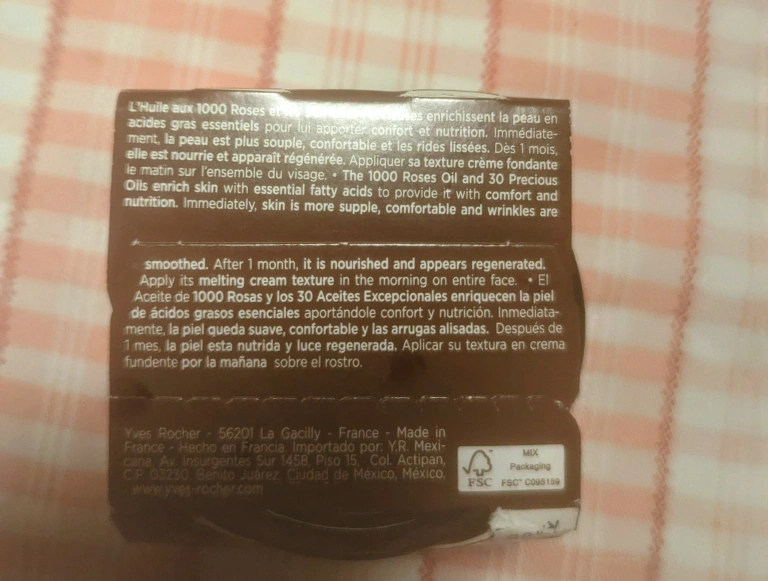 L'Huile aux 1000 Roses et enrichissent la peau en
acides gras essentiels pour lui apporter confort et nutrition. Immédiate-
ment, la peau est plus souple, confortable et les rides lissées. Dès 1 mois,
elle est nourrie et apparaît régénérée. Appliquer sa texture crème fondante
le matin sur l'ensemble du visage. • The 1000 Roses Oil and 30 Precious
Oils enrich skin with essential fatty acids to provide it with comfort and
nutrition. Immediately, skin is more supple, comfortable and wrinkles are
smoothed. After 1 month, it is nourished and appears regenerated.
Apply its melting cream texture in the morning on entire face. • El
Aceite de 1000 Rosas y los 30 Aceites Excepcionales enriquecen la piel
de ácidos grasos esenciales aportándole confort y nutrición. Inmediata-
mente, la piel queda suave, confortable y las arrugas alisadas. Después de
1 mes, la piel esta nutrida y luce regenerada. Aplicar su textura en crema
fundente por la mañana sobre el rostro.
Yves Rocher - 56201 La Gacilly - France - Made in
France - Hecho en Francia. Importado por: Y.R. Mexi-
cana. Av. Insurgentes Sur 1458, Piso 15, Col. Actipan,
C.P. 03230, Benito Juárez, Ciudad de México, México.
www.yves-rocher.com
FSC
MIX
Packaging
FSC™ C095159